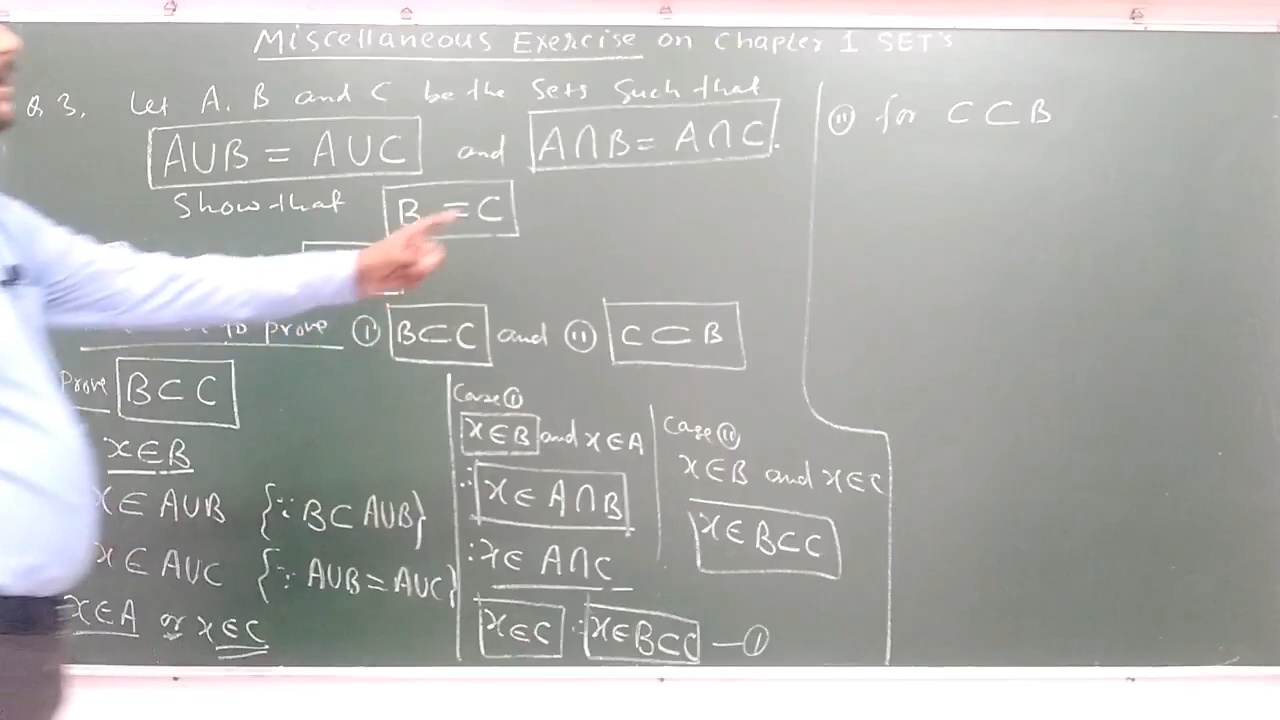 Miscellaneous Exercise on Chapter 1 SET's
Q 3. Let A, B and C be the Sets Such that
A∪B = A∪C and A∩B = A∩C.
Show that B = C
to prove ① B⊂C and ⑪ C⊂B
Prove B⊂C
x∈B
x∈ A∪B {∵ B⊂A∪B}
x∈ A∪C {∵ A∪B = A∪C}
x∈A or x∈C
Case ①
x∈B and x∈A
∴ x∈ A∩B
∴ x∈ A∩C
x∈C ∴ x∈B⊂C —①
Case ⑪
x∈B and x∈C
x∈B⊂C
⑪ for C⊂B